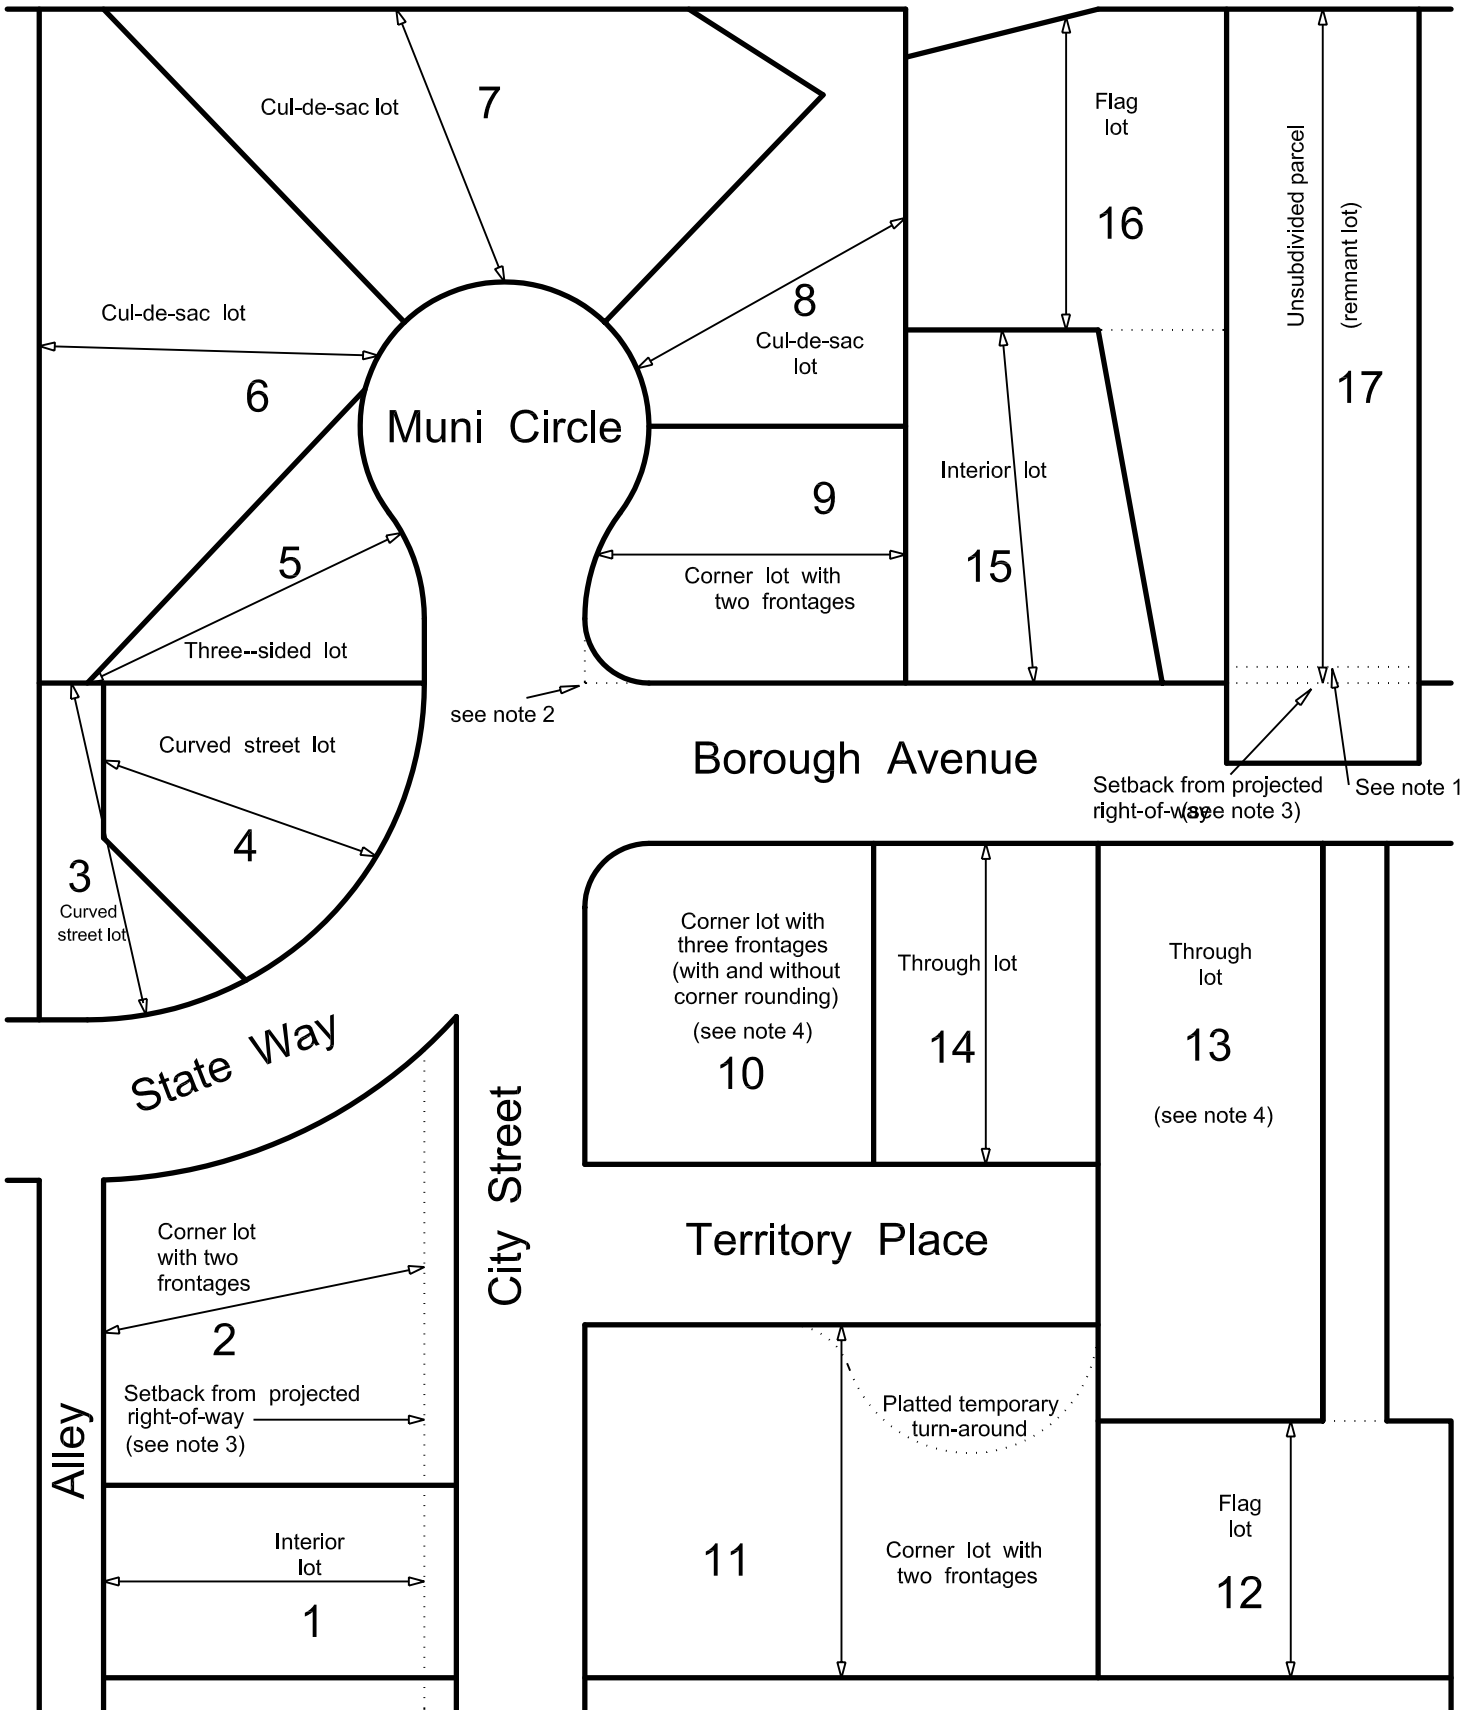 Cul-de-sac lot
7
Flag
lot
16
Unsubdivided parcel
(remnant lot)
17
Cul-de-sac lot
6
8
Cul-de-sac
lot
Muni Circle
9
Corner lot with
two frontages
Interior lot
15
5
Three--sided lot
see note 2
Curved street lot
4
3
Curved
street lot
Borough Avenue
Setback from projected
right-of-way (see note 3)
See note 1
Corner lot with
three frontages
(with and without
corner rounding)
(see note 4)
10
Through lot
14
Through
lot
13
(see note 4)
State Way
City Street
Territory Place
Corner lot
with two
frontages
2
Setback from projected
right-of-way
(see note 3)
Alley
Interior
lot
1
Platted temporary
turn-around
11
Corner lot with
two frontages
Flag
lot
12